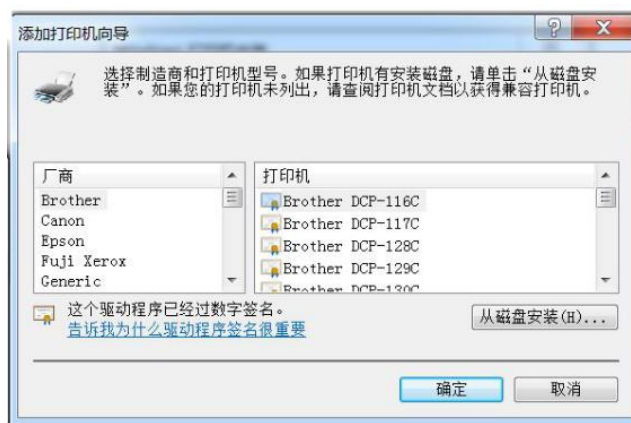 添加打印机向导
选择制造商和打印机型号。如果打印机有安装磁盘，请单击“从磁盘安
装”。如果您的打印机未列出，请查阅打印机文档以获得兼容打印机。
厂商
Brother
Canon
Epson
Fuji Xerox
Generic
打印机
Brother DCP-116C
Brother DCP-117C
Brother DCP-128C
Brother DCP-129C
Brother DCP-130C
这个驱动程序已经过数字签名。
告诉我为什么驱动程序签名很重要
从磁盘安装(H)...
确定
取消